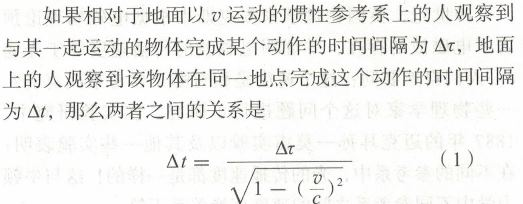 如果相对于地面以 v 运动的惯性参考系上的人观察到
与其一起运动的物体完成某个动作的时间间隔为 Δτ，地面
上的人观察到该物体在同一地点完成这个动作的时间间隔
为 Δt，那么两者之间的关系是
Δt = Δτ / √(1 − (v/c)²) （1）